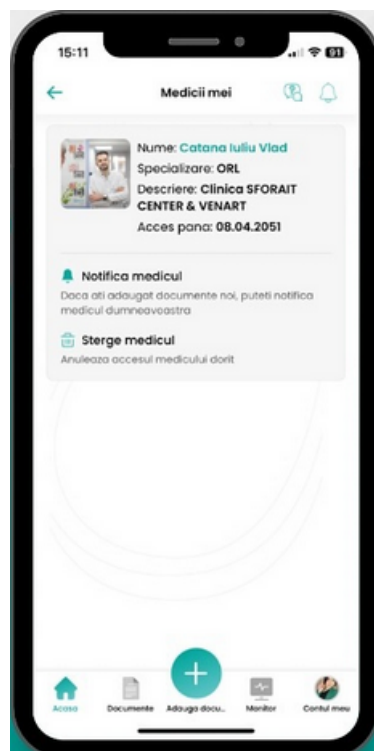 15:11
91
Medicii mei
Nume: Catana Iuliu Vlad
Specializare: ORL
Descriere: Clinica SFORAIT
CENTER & VENART
Acces pana: 08.04.2051
Notifica medicul
Daca ati adaugat documente noi, puteti notifica
medicul dumneavoastra
Sterge medicul
Anuleaza accesul medicului dorit
Acasa
Documente
Adauga docu...
Monitor
Contul meu